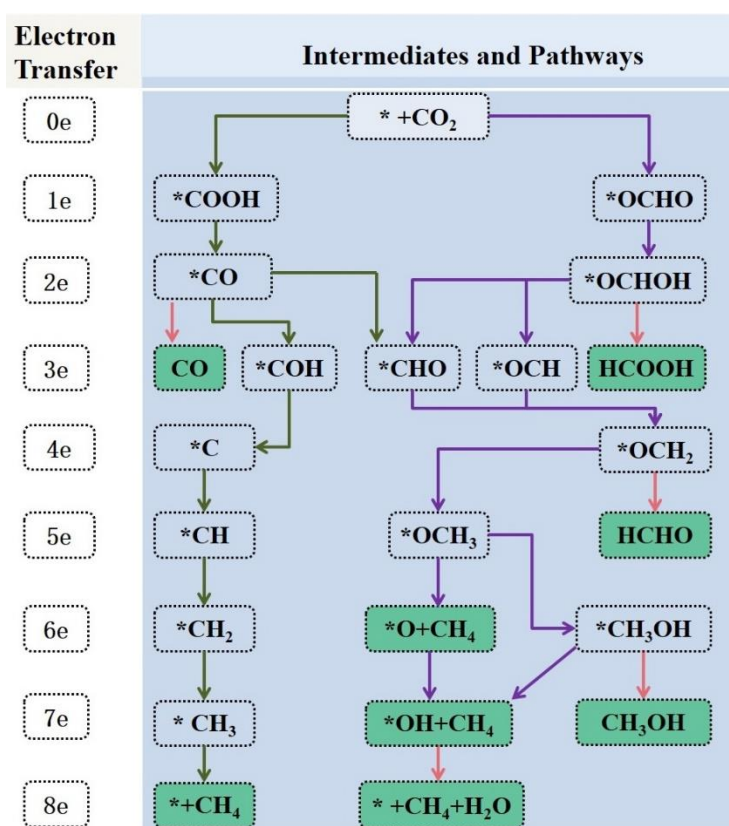 Electron
Transfer
Intermediates and Pathways
0e
* +CO₂
1e
*COOH
*OCHO
2e
*CO
*OCHOH
3e
CO
*COH
*CHO
*OCH
HCOOH
4e
*C
*OCH₂
5e
*CH
*OCH₃
HCHO
6e
*CH₂
*O+CH₄
*CH₃OH
7e
* CH₃
*OH+CH₄
CH₃OH
8e
*+CH₄
* +CH₄+H₂O